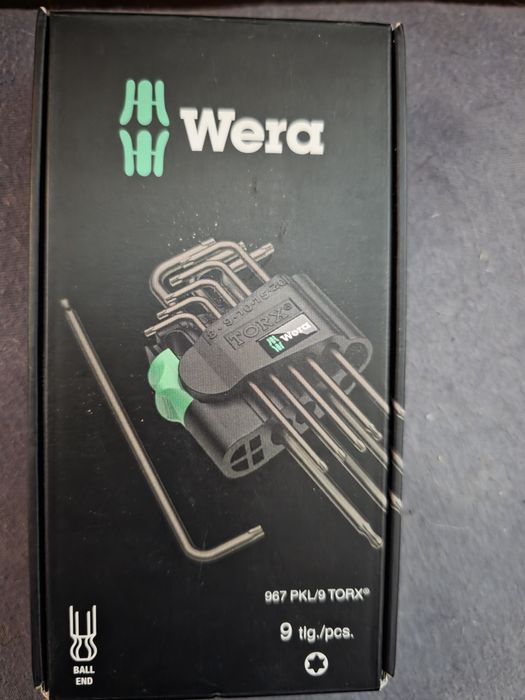 Wera
TORX®
Wera
967 PKL/9 TORX®
9 tlg./pcs.
BALL
END